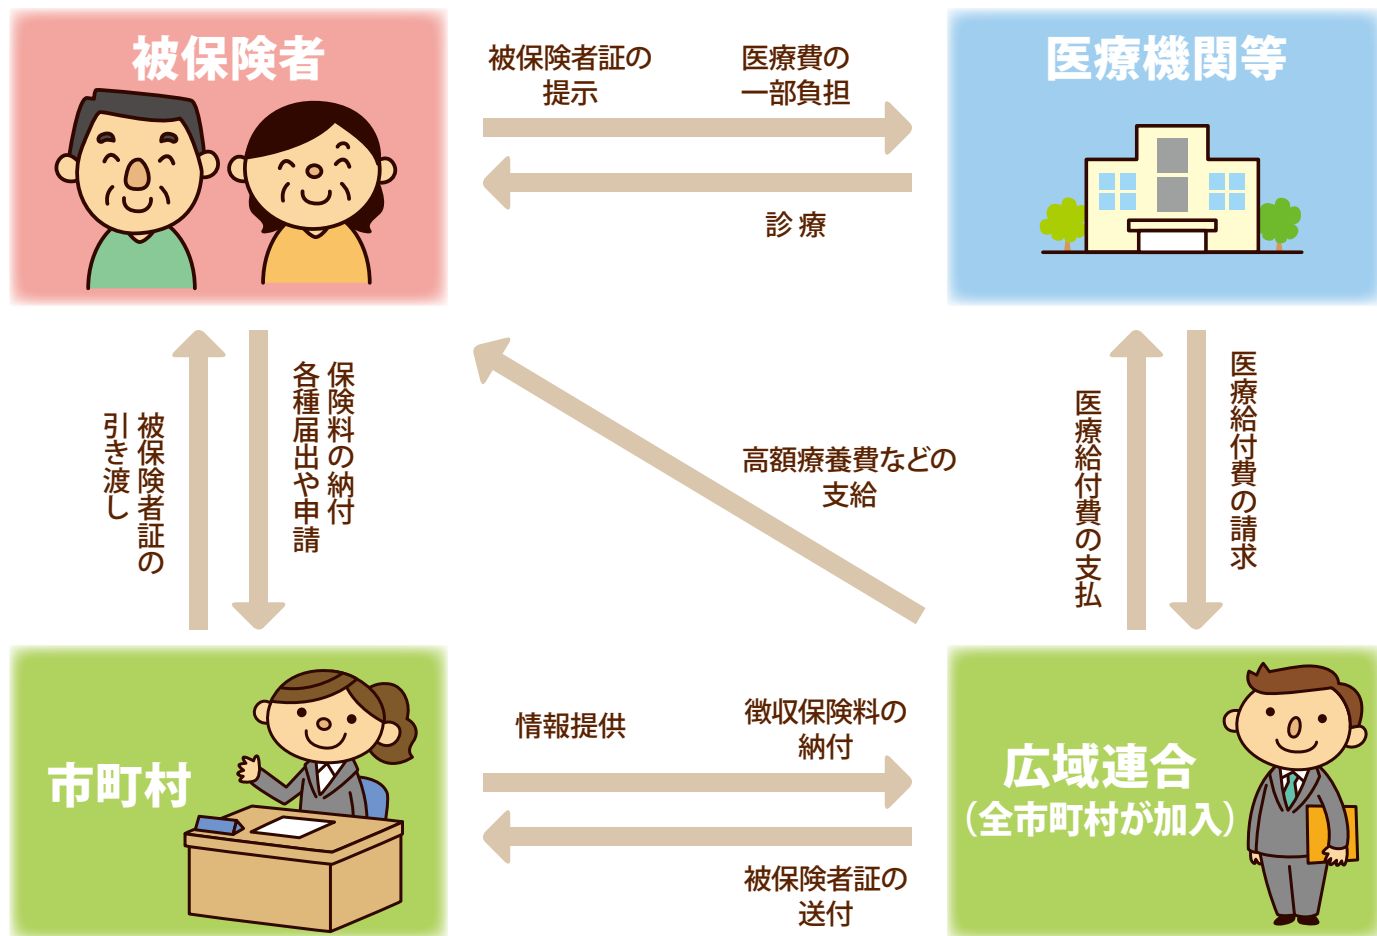 被保険者
被保険者証の
提示
医療費の
一部負担
医療機関等
診療
被保険者証の
引き渡し
保険料の納付
各種届出や申請
高額療養費などの
支給
医療給付費の支払
医療給付費の請求
市町村
情報提供
徴収保険料の
納付
被保険者証の
送付
広域連合
（全市町村が加入）